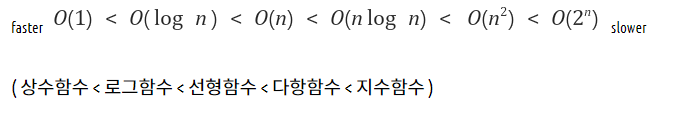 faster O(1) < O(log n) < O(n) < O(n log n) < O(n²) < O(2ⁿ) slower
( 상수함수 < 로그함수 < 선형함수 < 다항함수 < 지수함수 )